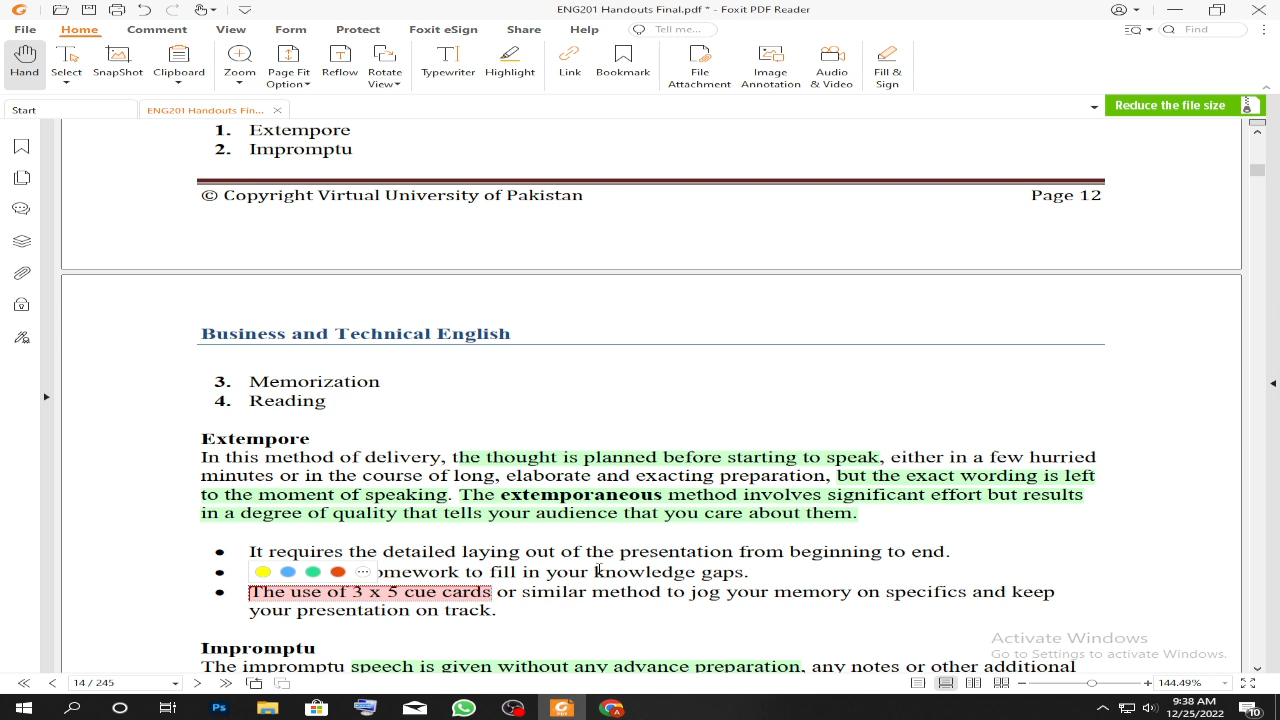 ENG201 Handouts Final.pdf * - Foxit PDF Reader
File Home Comment View Form Protect Foxit eSign Share Help Tell me... Find
Hand Select SnapShot Clipboard Zoom Page Fit Option Reflow Rotate View Typewriter Highlight Link Bookmark File Attachment Image Annotation Audio & Video Fill & Sign
Start ENG201 Handouts Fin... Reduce the file size
1. Extempore
2. Impromptu
© Copyright Virtual University of Pakistan Page 12
Business and Technical English
3. Memorization
4. Reading
Extempore
In this method of delivery, the thought is planned before starting to speak, either in a few hurried
minutes or in the course of long, elaborate and exacting preparation, but the exact wording is left
to the moment of speaking. The extemporaneous method involves significant effort but results
in a degree of quality that tells your audience that you care about them.
• It requires the detailed laying out of the presentation from beginning to end.
• omework to fill in your knowledge gaps.
• The use of 3 x 5 cue cards or similar method to jog your memory on specifics and keep
your presentation on track.
Activate Windows
Impromptu
Go to Settings to activate Windows.
The impromptu speech is given without any advance preparation, any notes or other additional
14 / 245 144.49%
Ps 9:38 AM
12/25/2022 10